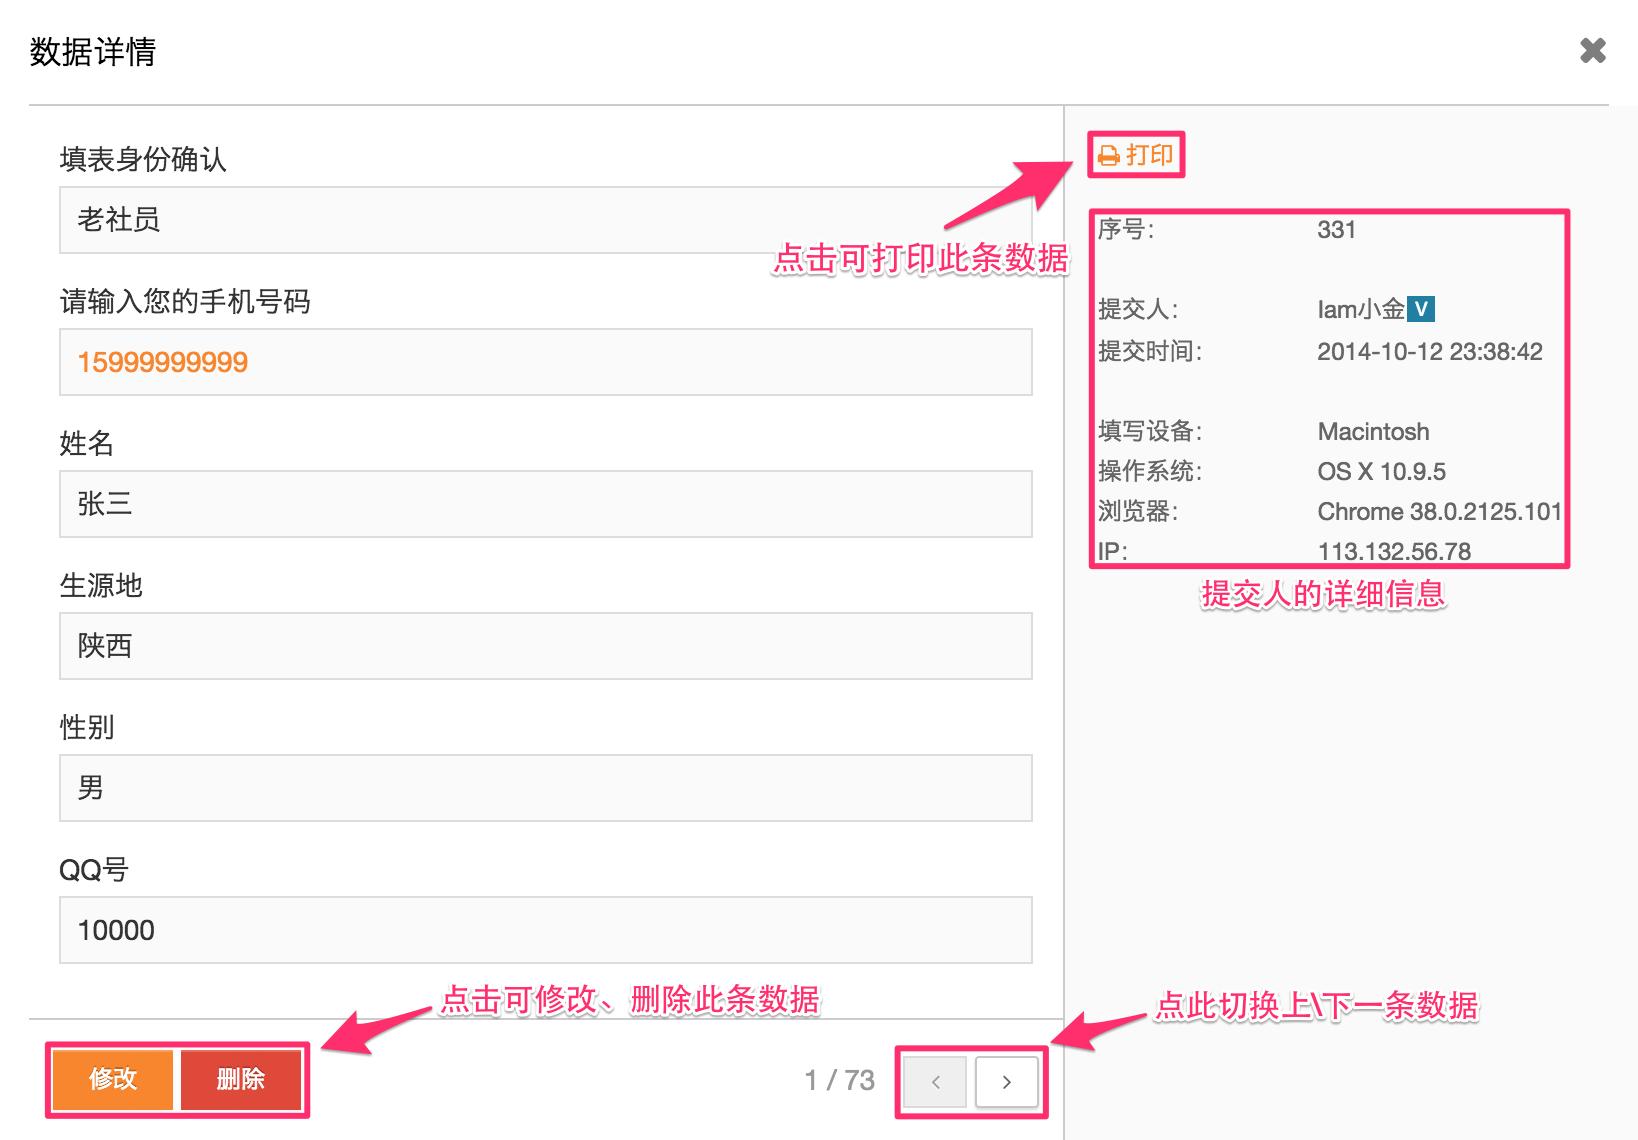 数据详情
填表身份确认
老社员
请输入您的手机号码
15999999999
姓名
张三
生源地
陕西
性别
男
QQ号
10000
点击可修改、删除此条数据
修改
删除
1 / 73
点此切换上\下一条数据
打印
点击可打印此条数据
序号: 331
提交人: Iam小金 V
提交时间: 2014-10-12 23:38:42
填写设备: Macintosh
操作系统: OS X 10.9.5
浏览器: Chrome 38.0.2125.101
IP: 113.132.56.78
提交人的详细信息